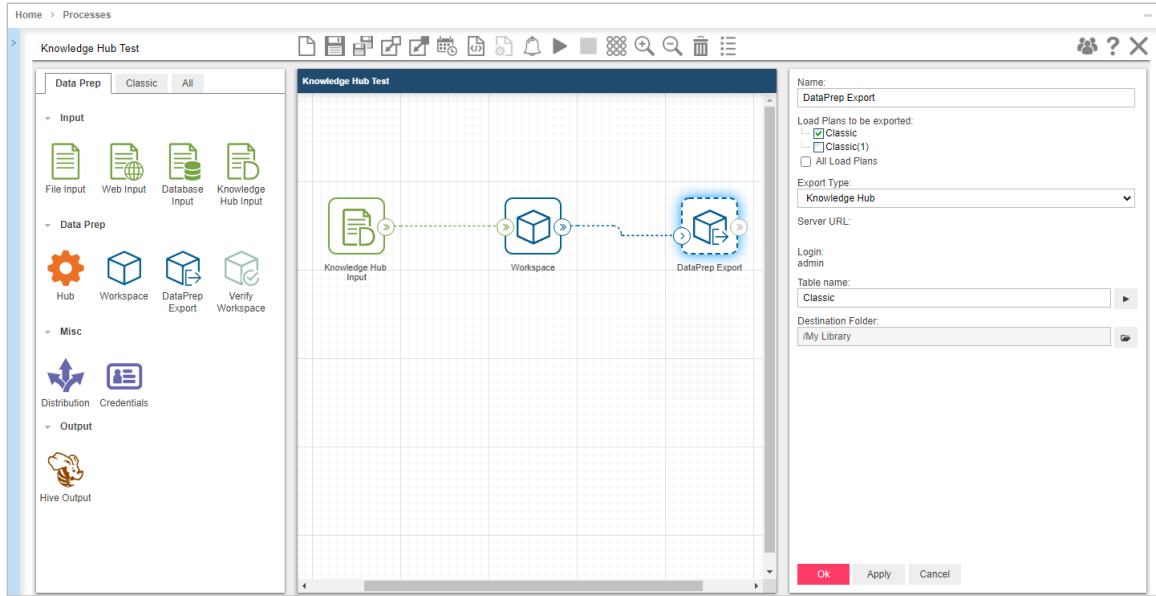 Home > Processes
Knowledge Hub Test
Data Prep Classic All
Input
File Input Web Input Database Input Knowledge Hub Input
Data Prep
Hub Workspace DataPrep Export Verify Workspace
Misc
Distribution Credentials
Output
Hive Output
Knowledge Hub Test
Knowledge Hub Input Workspace DataPrep Export
Name:
DataPrep Export
Load Plans to be exported:
Classic
Classic(1)
All Load Plans
Export Type:
Knowledge Hub
Server URL:
Login:
admin
Table name:
Classic
Destination Folder:
/My Library
Ok Apply Cancel